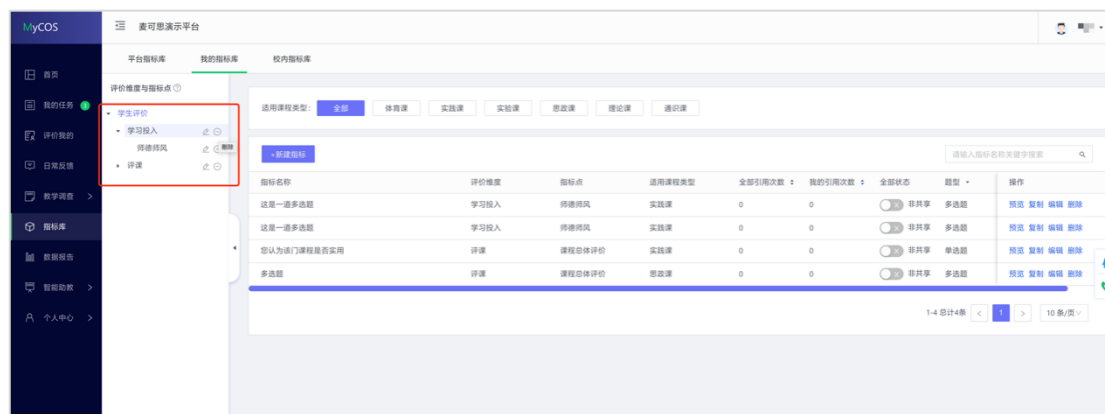 MyCOS
麦可思演示平台
平台指标库 我的指标库 校内指标库
首页
我的任务 1
评价我的
日常反馈
教学调查
指标库
数据报告
智能助教
个人中心
评价维度与指标点
学生评价
学习投入
师德师风
删除
评课
适用课程类型: 全部 体育课 实践课 实验课 思政课 理论课 通识课
+新建指标
请输入指标名称关键字搜索
指标名称 评价维度 指标点 适用课程类型 全部引用次数 我的引用次数 全部状态 题型 操作
这是一道多选题 学习投入 师德师风 实践课 0 0 非共享 多选题 预览 复制 编辑 删除
这是一道多选题 学习投入 师德师风 实践课 0 0 非共享 多选题 预览 复制 编辑 删除
您认为该门课程是否实用 评课 课程总体评价 实践课 0 0 非共享 单选题 预览 复制 编辑 删除
多选题 评课 课程总体评价 思政课 0 0 非共享 多选题 预览 复制 编辑 删除
1-4 总计4条 < 1 > 10 条/页